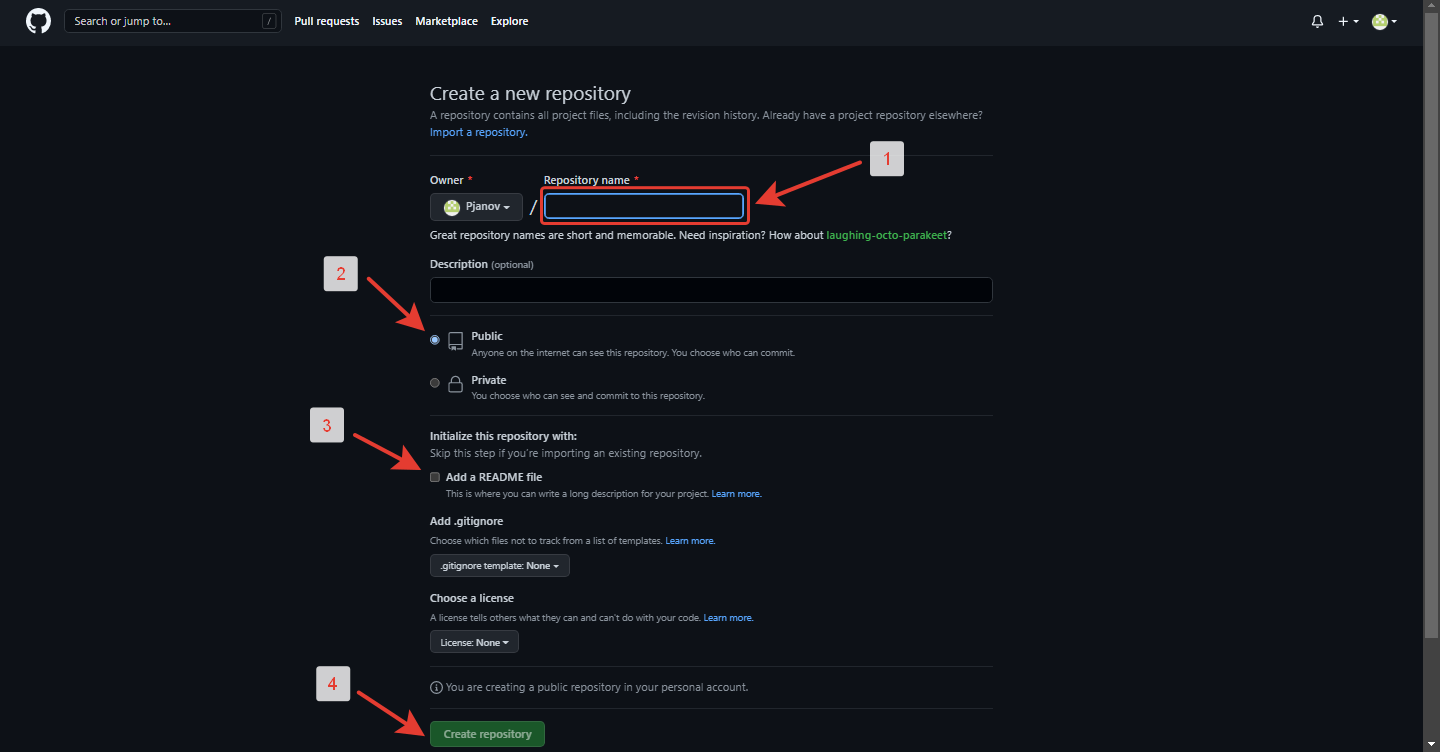 Search or jump to... /
Pull requests Issues Marketplace Explore
Create a new repository
A repository contains all project files, including the revision history. Already have a project repository elsewhere?
Import a repository.
1
Owner * Repository name *
Pjanov /
Great repository names are short and memorable. Need inspiration? How about laughing-octo-parakeet?
Description (optional)
2
Public
Anyone on the internet can see this repository. You choose who can commit.
Private
You choose who can see and commit to this repository.
3
Initialize this repository with:
Skip this step if you're importing an existing repository.
Add a README file
This is where you can write a long description for your project. Learn more.
Add .gitignore
Choose which files not to track from a list of templates. Learn more.
.gitignore template: None
Choose a license
A license tells others what they can and can't do with your code. Learn more.
License: None
4
You are creating a public repository in your personal account.
Create repository